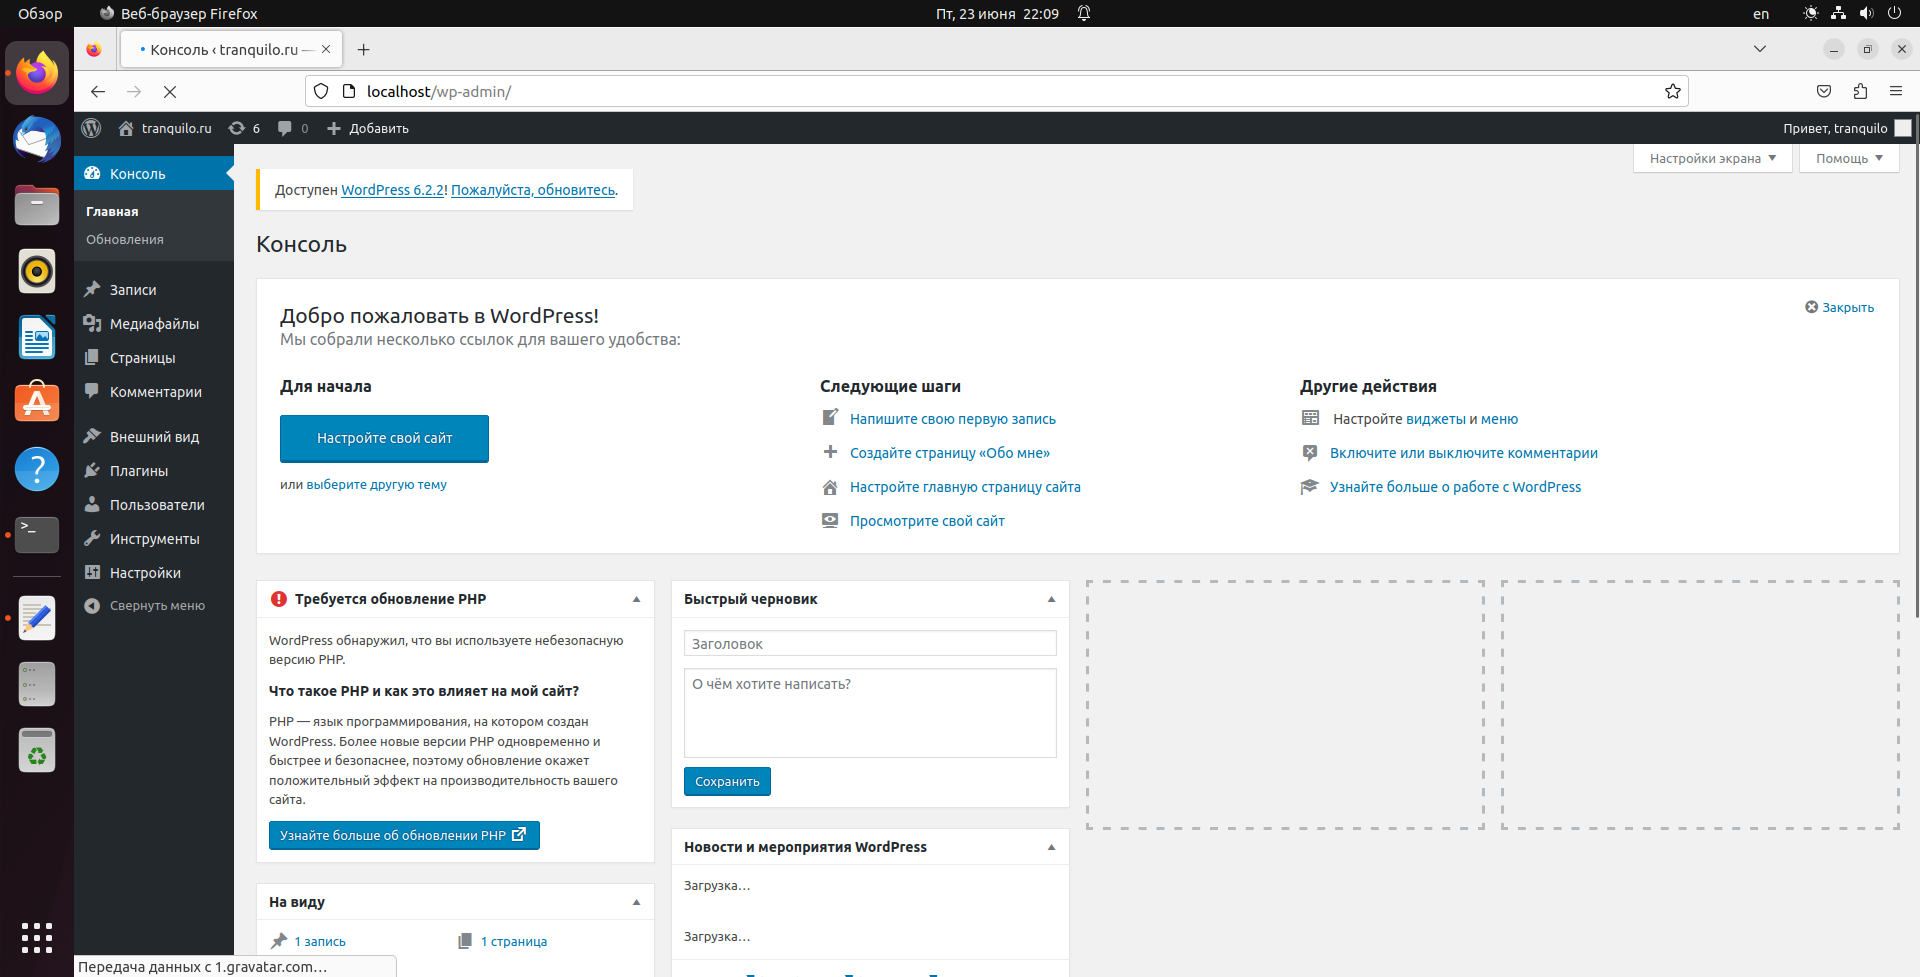 Обзор
Веб-браузер Firefox
Пт, 23 июня 22:09
en
Консоль ‹ tranquilo.ru —
localhost/wp-admin/
tranquilo.ru
6
0
Добавить
Привет, tranquilo
Консоль
Главная
Обновления
Записи
Медиафайлы
Страницы
Комментарии
Внешний вид
Плагины
Пользователи
Инструменты
Настройки
Свернуть меню
Настройки экрана
Помощь
Доступен WordPress 6.2.2! Пожалуйста, обновитесь.
Консоль
Добро пожаловать в WordPress!
Мы собрали несколько ссылок для вашего удобства:
Закрыть
Для начала
Настройте свой сайт
или выберите другую тему
Следующие шаги
Напишите свою первую запись
Создайте страницу «Обо мне»
Настройте главную страницу сайта
Просмотрите свой сайт
Другие действия
Настройте виджеты и меню
Включите или выключите комментарии
Узнайте больше о работе с WordPress
Требуется обновление PHP
WordPress обнаружил, что вы используете небезопасную
версию PHP.
Что такое PHP и как это влияет на мой сайт?
PHP — язык программирования, на котором создан
WordPress. Более новые версии PHP одновременно и
быстрее и безопаснее, поэтому обновление окажет
положительный эффект на производительность вашего
сайта.
Узнайте больше об обновлении PHP
На виду
1 запись
1 страница
Быстрый черновик
Заголовок
О чём хотите написать?
Сохранить
Новости и мероприятия WordPress
Загрузка…
Загрузка…
Передача данных с 1.gravatar.com…